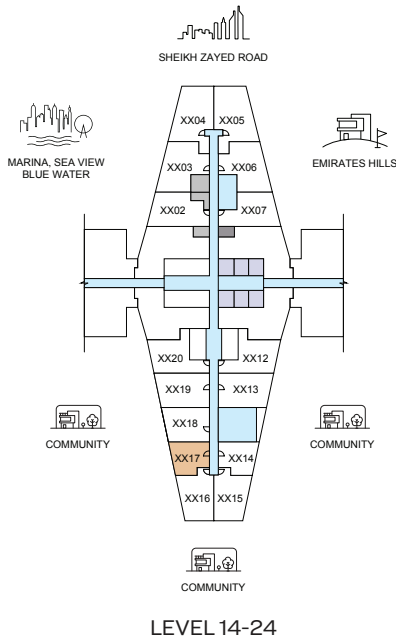 SHEIKH ZAYED ROAD
XX04
XX05
MARINA, SEA VIEW
BLUE WATER
XX03
XX06
EMIRATES HILLS
XX02
XX07
XX20
XX12
XX19
XX13
XX18
COMMUNITY
COMMUNITY
XX17
XX14
XX16
XX15
COMMUNITY
LEVEL 14-24